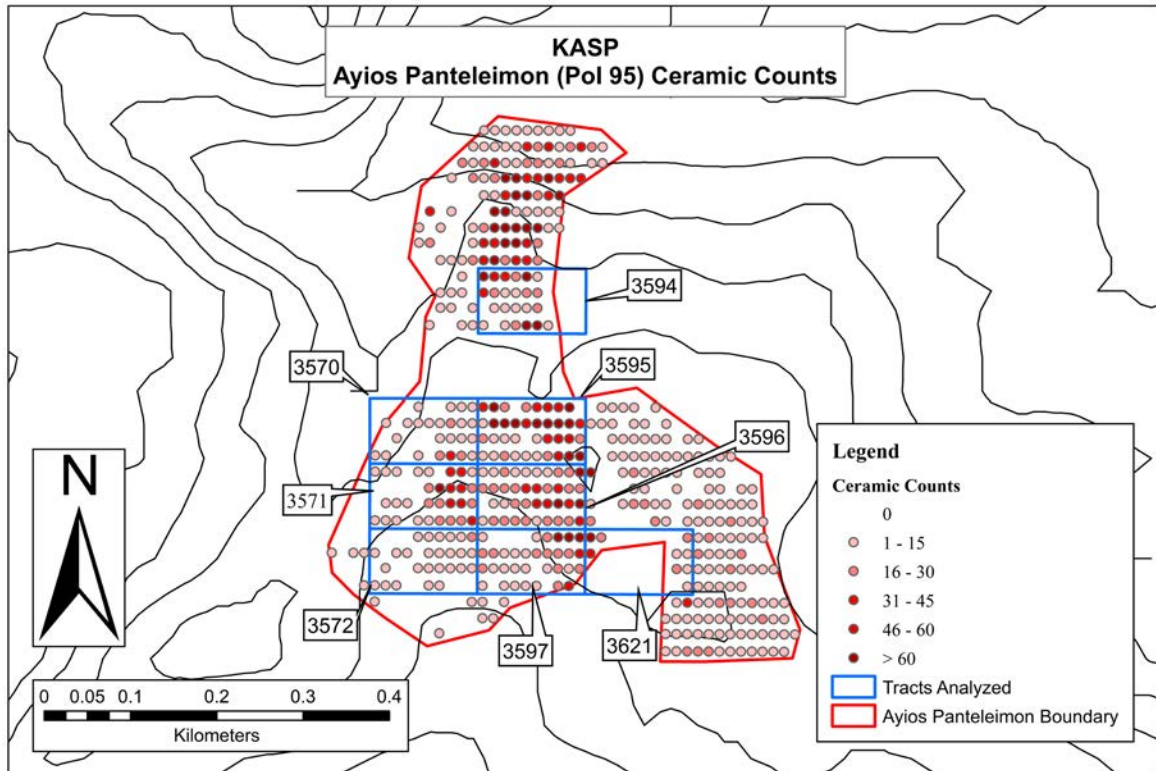 KASP
Ayios Panteleimon (Pol 95) Ceramic Counts
3594
3570
3595
3596
3571
3572
3597
3621
N
0 0.05 0.1 0.2 0.3 0.4
Kilometers
Legend
Ceramic Counts
0
1 - 15
16 - 30
31 - 45
46 - 60
> 60
Tracts Analyzed
Ayios Panteleimon Boundary